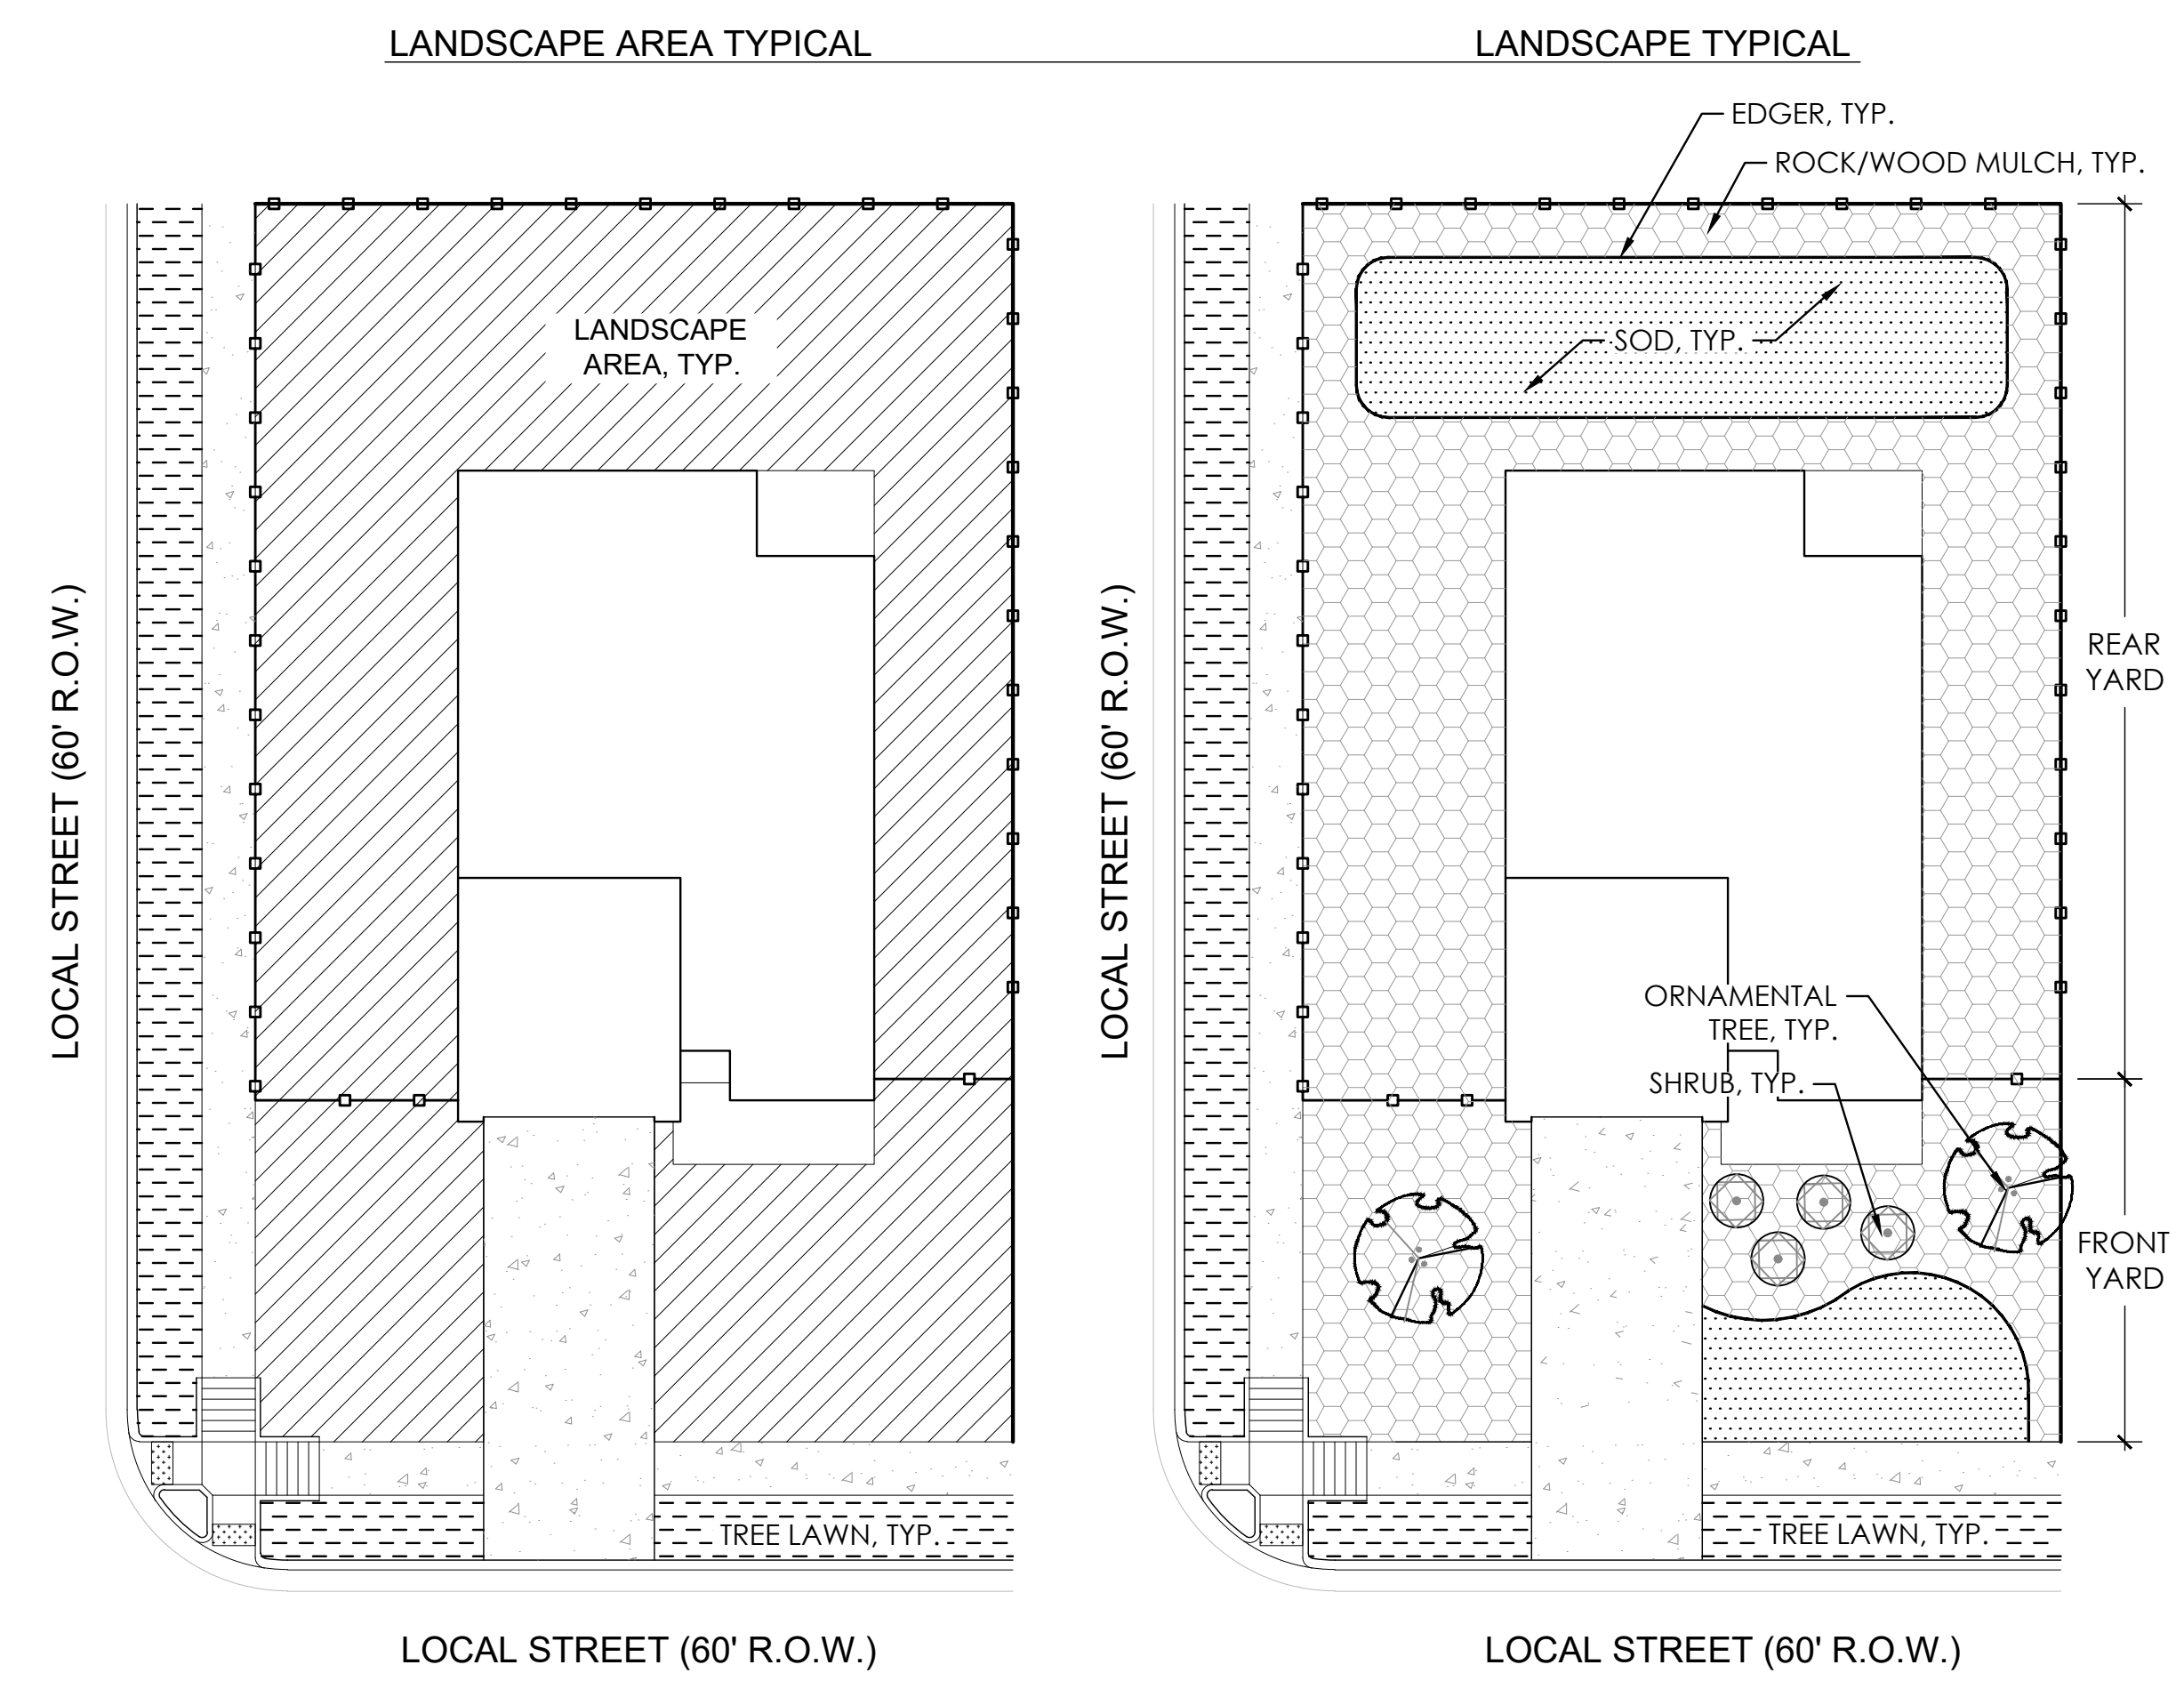 LANDSCAPE AREA TYPICAL
LANDSCAPE
AREA, TYP.
LOCAL STREET (60' R.O.W.)
TREE LAWN, TYP.
LOCAL STREET (60' R.O.W.)
LANDSCAPE TYPICAL
EDGER, TYP.
ROCK/WOOD MULCH, TYP.
SOD, TYP.
LOCAL STREET (60' R.O.W.)
REAR
YARD
ORNAMENTAL
TREE, TYP.
SHRUB, TYP.
FRONT
YARD
TREE LAWN, TYP.
LOCAL STREET (60' R.O.W.)